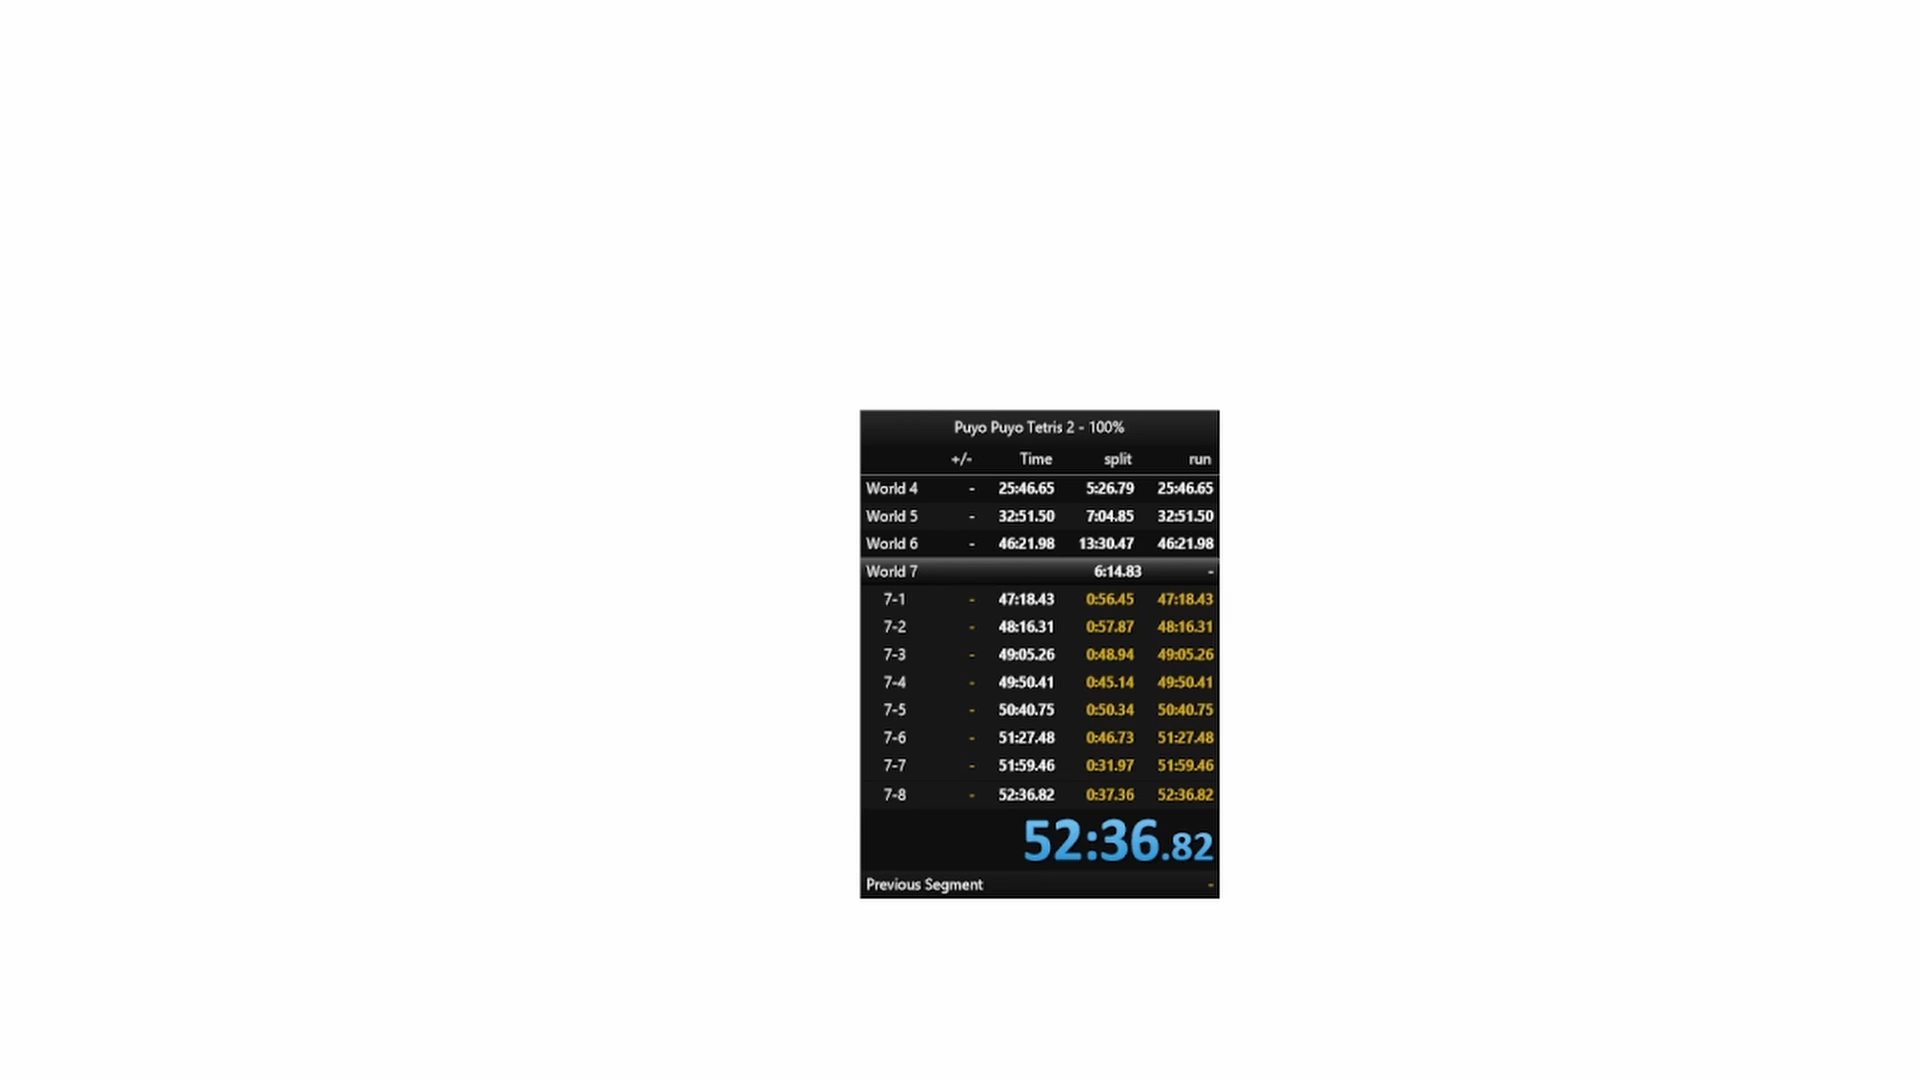 Puyo Puyo Tetris 2 - 100%
+/- Time split run
World 4 - 25:46.65 5:26.79 25:46.65
World 5 - 32:51.50 7:04.85 32:51.50
World 6 - 46:21.98 13:30.47 46:21.98
World 7 6:14.83 -
7-1 - 47:18.43 0:56.45 47:18.43
7-2 - 48:16.31 0:57.87 48:16.31
7-3 - 49:05.26 0:48.94 49:05.26
7-4 - 49:50.41 0:45.14 49:50.41
7-5 - 50:40.75 0:50.34 50:40.75
7-6 - 51:27.48 0:46.73 51:27.48
7-7 - 51:59.46 0:31.97 51:59.46
7-8 - 52:36.82 0:37.36 52:36.82
52:36.82
Previous Segment -